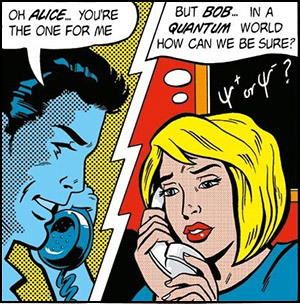 OH ALICE... YOU'RE
THE ONE FOR ME
BUT BOB... IN A
QUANTUM WORLD
HOW CAN WE BE SURE?
Ψ⁺ or Ψ⁻ ?